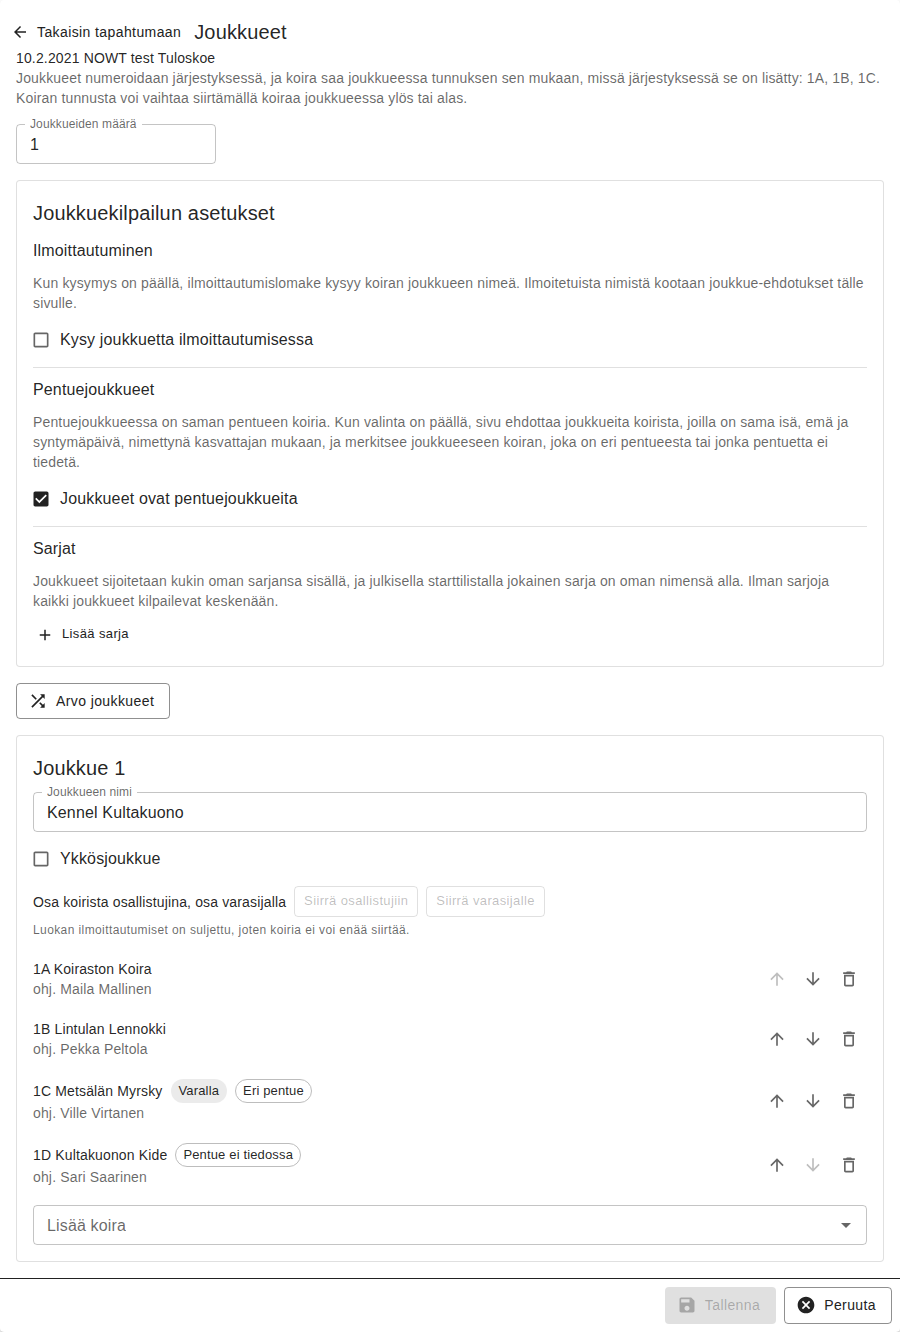 Takaisin tapahtumaan Joukkueet
10.2.2021 NOWT test Tuloskoe
Joukkueet numeroidaan järjestyksessä, ja koira saa joukkueessa tunnuksen sen mukaan, missä järjestyksessä se on lisätty: 1A, 1B, 1C.
Koiran tunnusta voi vaihtaa siirtämällä koiraa joukkueessa ylös tai alas.
Joukkueiden määrä
1
Joukkuekilpailun asetukset
Ilmoittautuminen
Kun kysymys on päällä, ilmoittautumislomake kysyy koiran joukkueen nimeä. Ilmoitetuista nimistä kootaan joukkue-ehdotukset tälle
sivulle.
Kysy joukkuetta ilmoittautumisessa
Pentuejoukkueet
Pentuejoukkueessa on saman pentueen koiria. Kun valinta on päällä, sivu ehdottaa joukkueita koirista, joilla on sama isä, emä ja
syntymäpäivä, nimettynä kasvattajan mukaan, ja merkitsee joukkueeseen koiran, joka on eri pentueesta tai jonka pentuetta ei
tiedetä.
Joukkueet ovat pentuejoukkueita
Sarjat
Joukkueet sijoitetaan kukin oman sarjansa sisällä, ja julkisella starttilistalla jokainen sarja on oman nimensä alla. Ilman sarjoja
kaikki joukkueet kilpailevat keskenään.
Lisää sarja
Arvo joukkueet
Joukkue 1
Joukkueen nimi
Kennel Kultakuono
Ykkösjoukkue
Osa koirista osallistujina, osa varasijalla Siirrä osallistujiin Siirrä varasijalle
Luokan ilmoittautumiset on suljettu, joten koiria ei voi enää siirtää.
1A Koiraston Koira
ohj. Maila Mallinen
1B Lintulan Lennokki
ohj. Pekka Peltola
1C Metsälän Myrsky Varalla Eri pentue
ohj. Ville Virtanen
1D Kultakuonon Kide Pentue ei tiedossa
ohj. Sari Saarinen
Lisää koira
Tallenna Peruuta